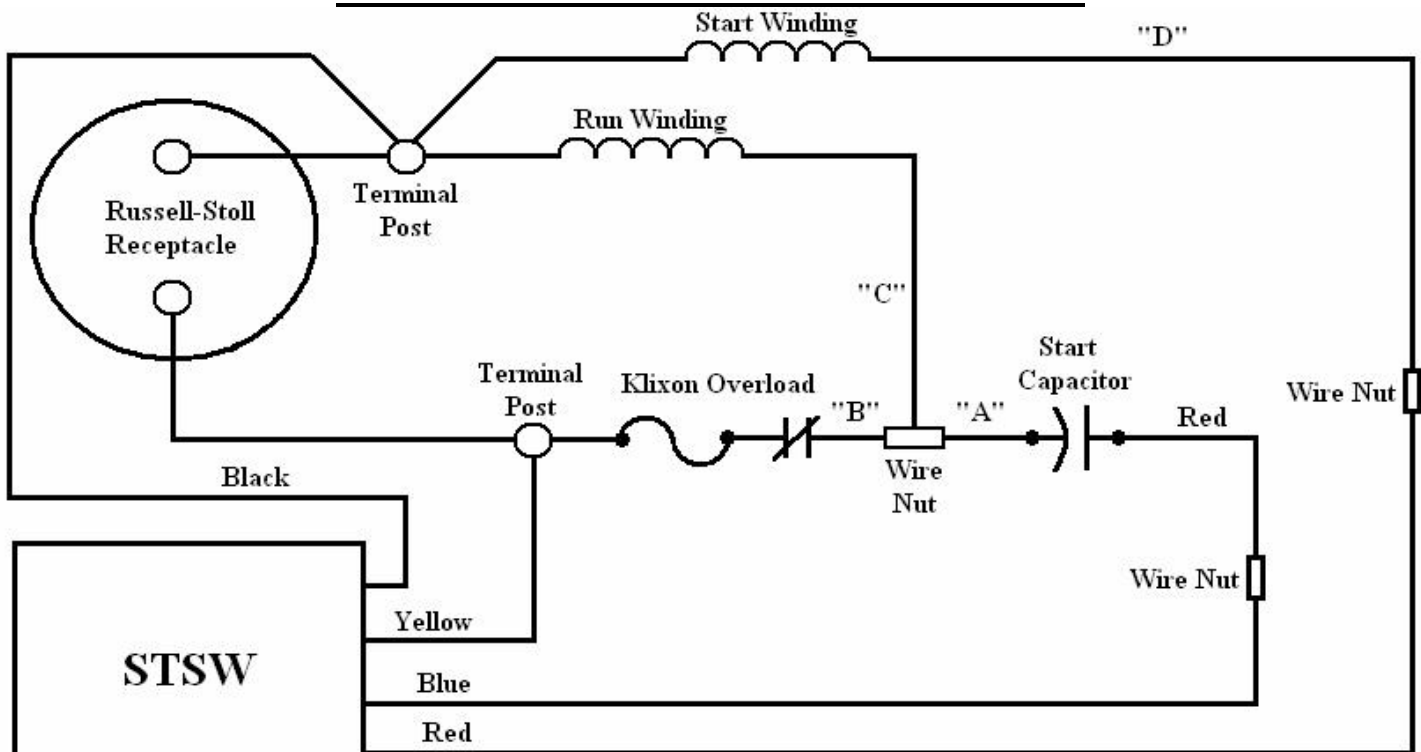 Start Winding
"D"
Run Winding
Terminal
Post
Russell-Stoll
Receptacle
"C"
Start
Capacitor
Terminal
Post
Klixon Overload
"B"
"A"
Red
Wire Nut
Wire
Nut
Black
Wire Nut
Yellow
STSW
Blue
Red